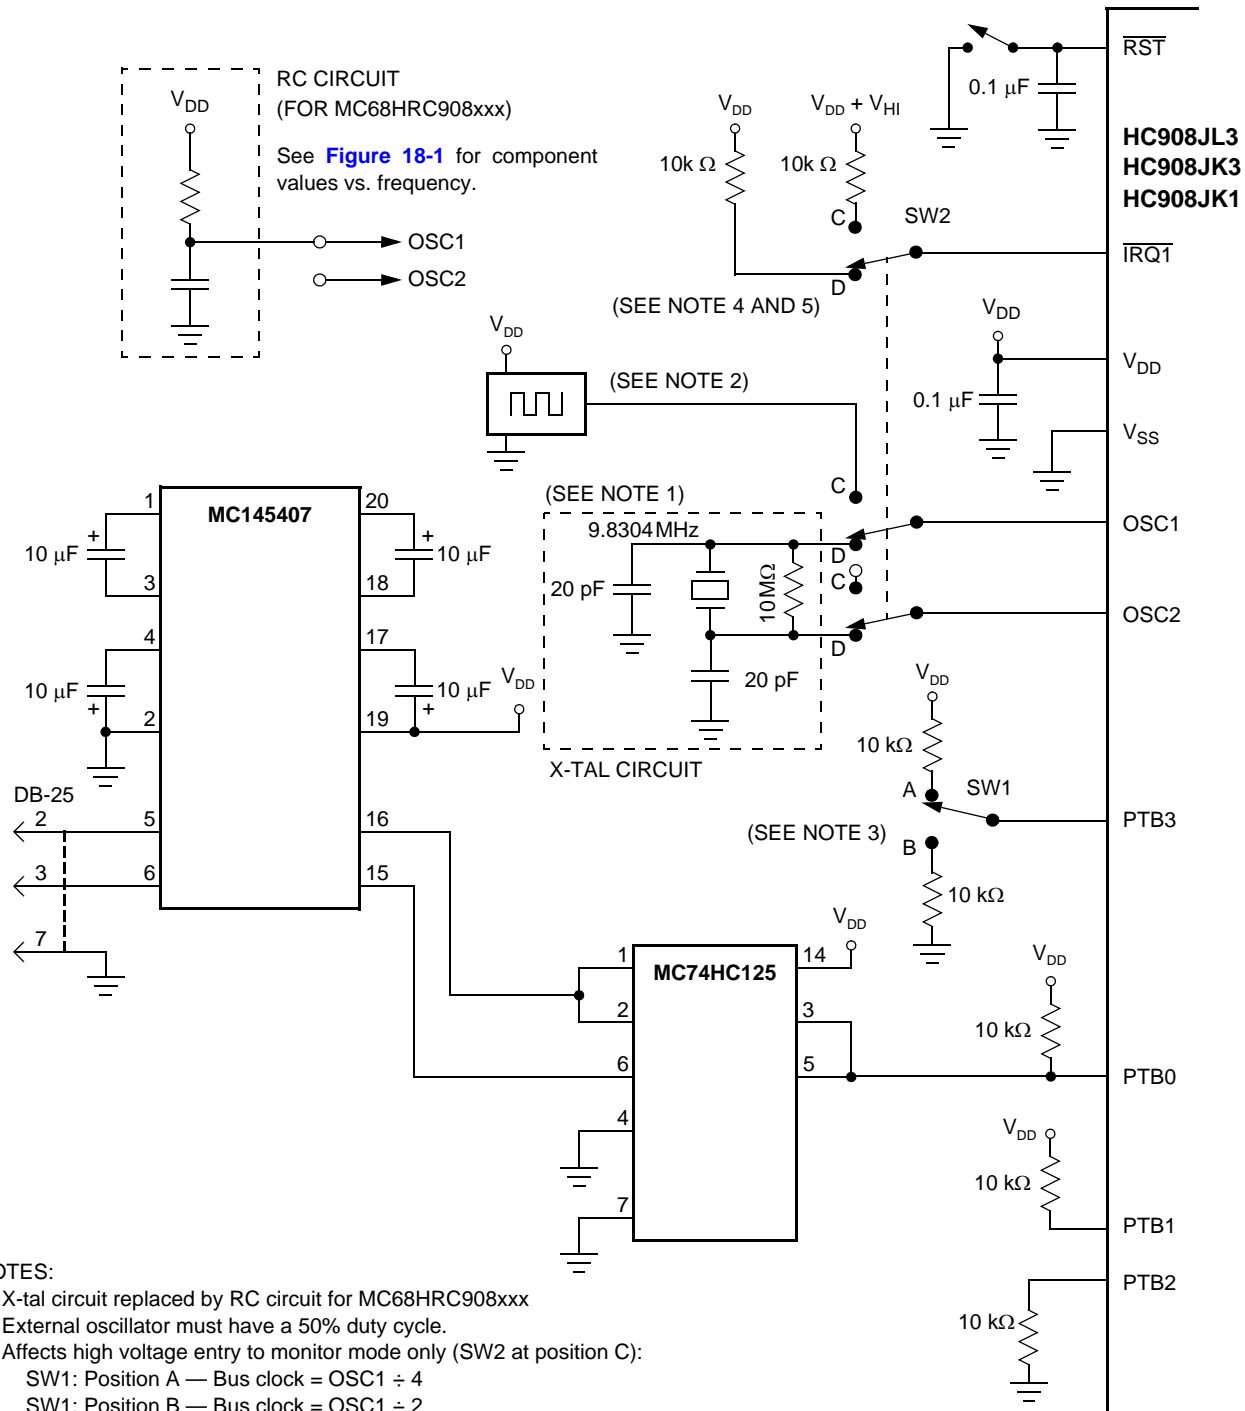 RC CIRCUIT
(FOR MC68HRC908xxx)
See Figure 18-1 for component
values vs. frequency.
VDD
OSC1
OSC2
VDD
10k Ω
VDD + VHI
10k Ω
C
SW2
D
(SEE NOTE 4 AND 5)
RST
0.1 µF
HC908JL3
HC908JK3
HC908JK1
IRQ1
VDD
VDD
0.1 µF
VSS
VDD
(SEE NOTE 2)
C
(SEE NOTE 1)
9.8304MHz
D
C
OSC1
20 pF
10MΩ
D
OSC2
20 pF
X-TAL CIRCUIT
MC145407
1
20
10 µF
+
+
10 µF
3
18
4
17
10 µF
+
10 µF
+
VDD
2
19
DB-25
2
5
16
3
6
15
7
VDD
10 kΩ
A
SW1
PTB3
(SEE NOTE 3)
B
10 kΩ
VDD
MC74HC125
1
14
2
3
6
5
4
7
VDD
10 kΩ
PTB0
VDD
10 kΩ
PTB1
PTB2
10 kΩ
OTES:
X-tal circuit replaced by RC circuit for MC68HRC908xxx
External oscillator must have a 50% duty cycle.
Affects high voltage entry to monitor mode only (SW2 at position C):
SW1: Position A — Bus clock = OSC1 ÷ 4
SW1: Position B — Bus clock = OSC1 ÷ 2